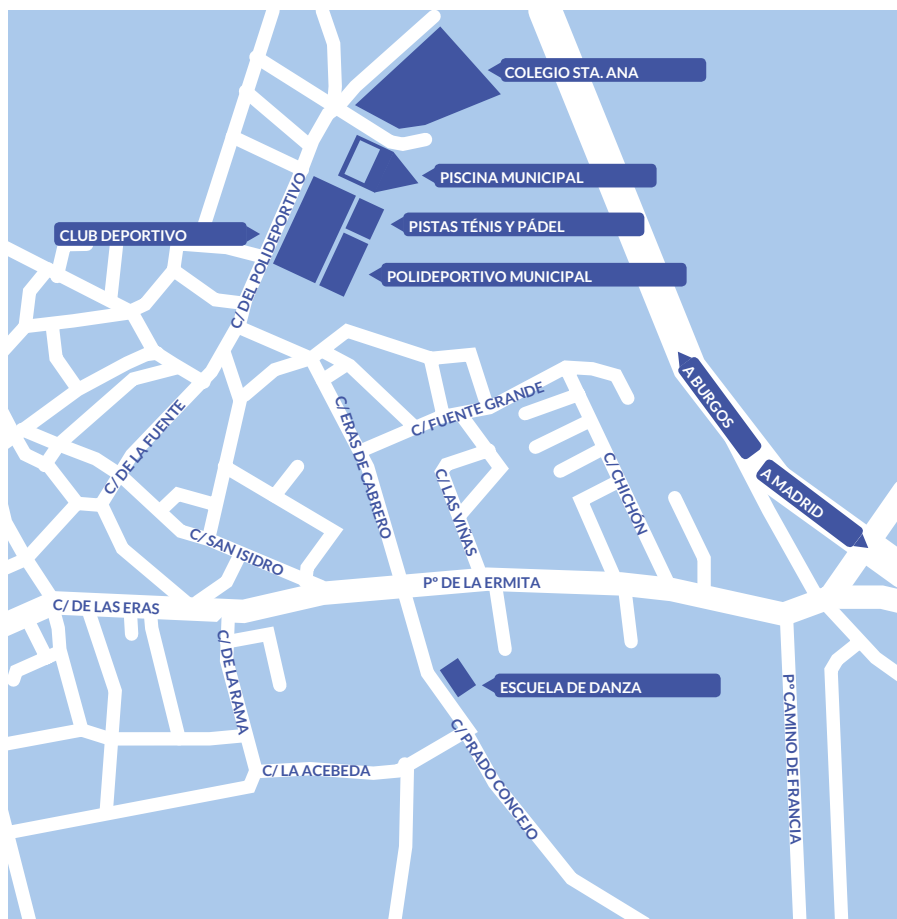 COLEGIO STA. ANA
PISCINA MUNICIPAL
PISTAS TÉNIS Y PÁDEL
CLUB DEPORTIVO
POLIDEPORTIVO MUNICIPAL
C/ DEL POLIDEPORTIVO
A BURGOS
A MADRID
C/ FUENTE GRANDE
C/ DE LA FUENTE
C/ ERAS DE CABRERO
C/ LAS VIÑAS
C/ CHICHÓN
C/ SAN ISIDRO
Pº DE LA ERMITA
C/ DE LAS ERAS
C/ DE LA RAMA
ESCUELA DE DANZA
Pº CAMINO DE FRANCIA
C/ LA ACEBEDA
C/ PRADO CONCEJO